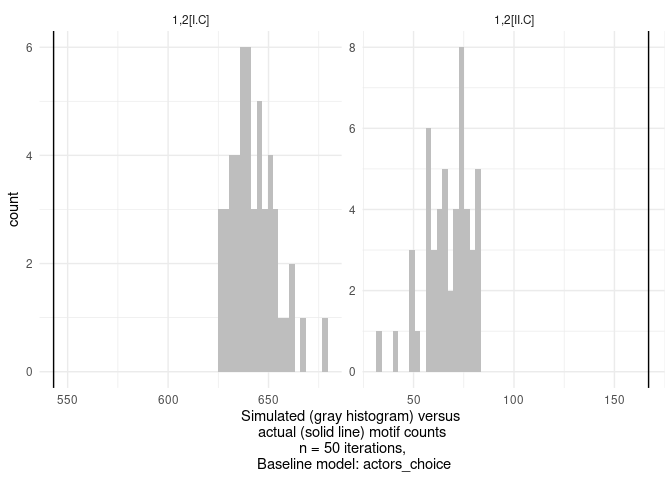 1,2[I.C]
1,2[II.C]
count
6
4
2
0
8
6
4
2
0
550
600
650
50
100
150
Simulated (gray histogram) versus
actual (solid line) motif counts
n = 50 iterations,
Baseline model: actors_choice